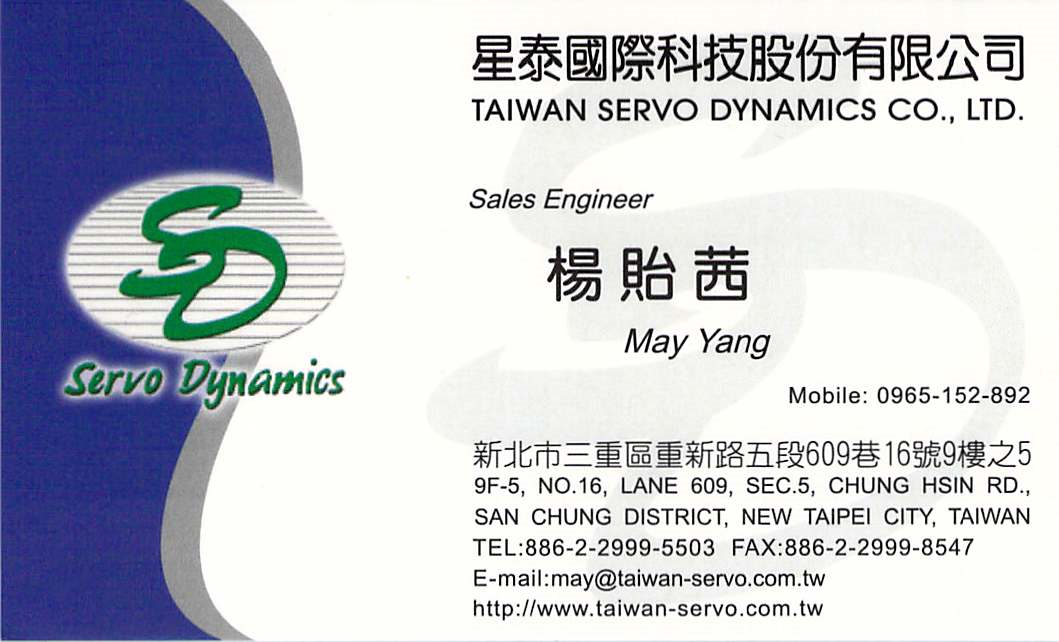 星泰國際科技股份有限公司
TAIWAN SERVO DYNAMICS CO., LTD.
Sales Engineer
楊貽茜
May Yang
SD
Servo Dynamics
Mobile: 0965-152-892
新北市三重區重新路五段609巷16號9樓之5
9F-5, NO.16, LANE 609, SEC.5, CHUNG HSIN RD.,
SAN CHUNG DISTRICT, NEW TAIPEI CITY, TAIWAN
TEL:886-2-2999-5503 FAX:886-2-2999-8547
E-mail:may@taiwan-servo.com.tw
http://www.taiwan-servo.com.tw